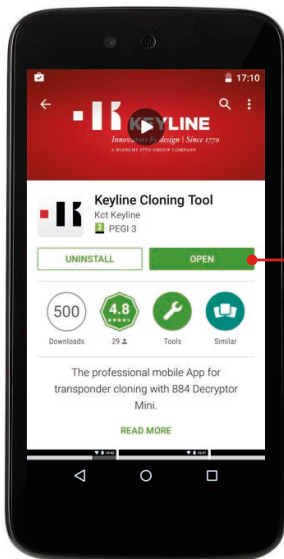 17:10
KEYLINE
Innovators by design | Since 1770
A BIANCHI 1770 GROUP COMPANY
Keyline Cloning Tool
Kct Keyline
3 PEGI 3
UNINSTALL
OPEN
500
4.8
Downloads
29
Tools
Similar
The professional mobile App for
transponder cloning with 884 Decryptor
Mini.
READ MORE